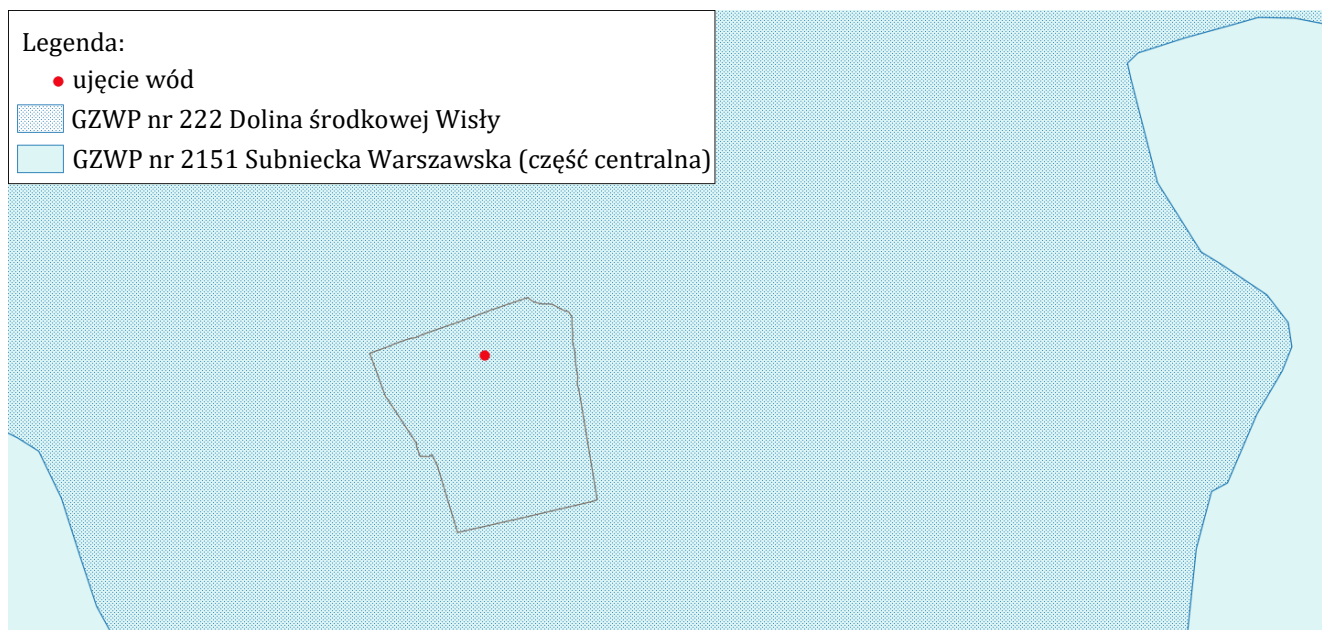 Legenda:
ujęcie wód
GZWP nr 222 Dolina środkowej Wisły
GZWP nr 2151 Subniecka Warszawska (część centralna)